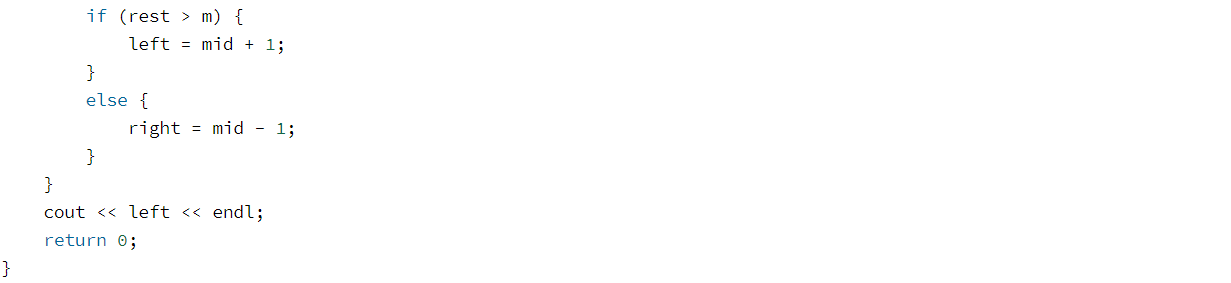 if (rest > m) {
            left = mid + 1;
        }
        else {
            right = mid - 1;
        }
    }
    cout << left << endl;
    return 0;
}